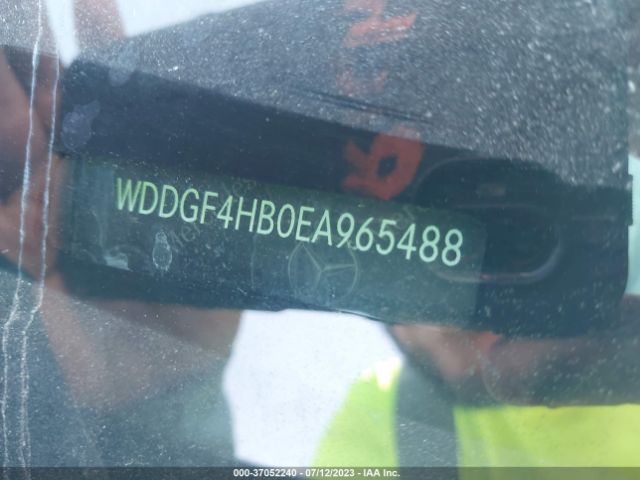 WDDGF4HB0EA965488
000-37052240 - 07/12/2023 - IAA Inc.